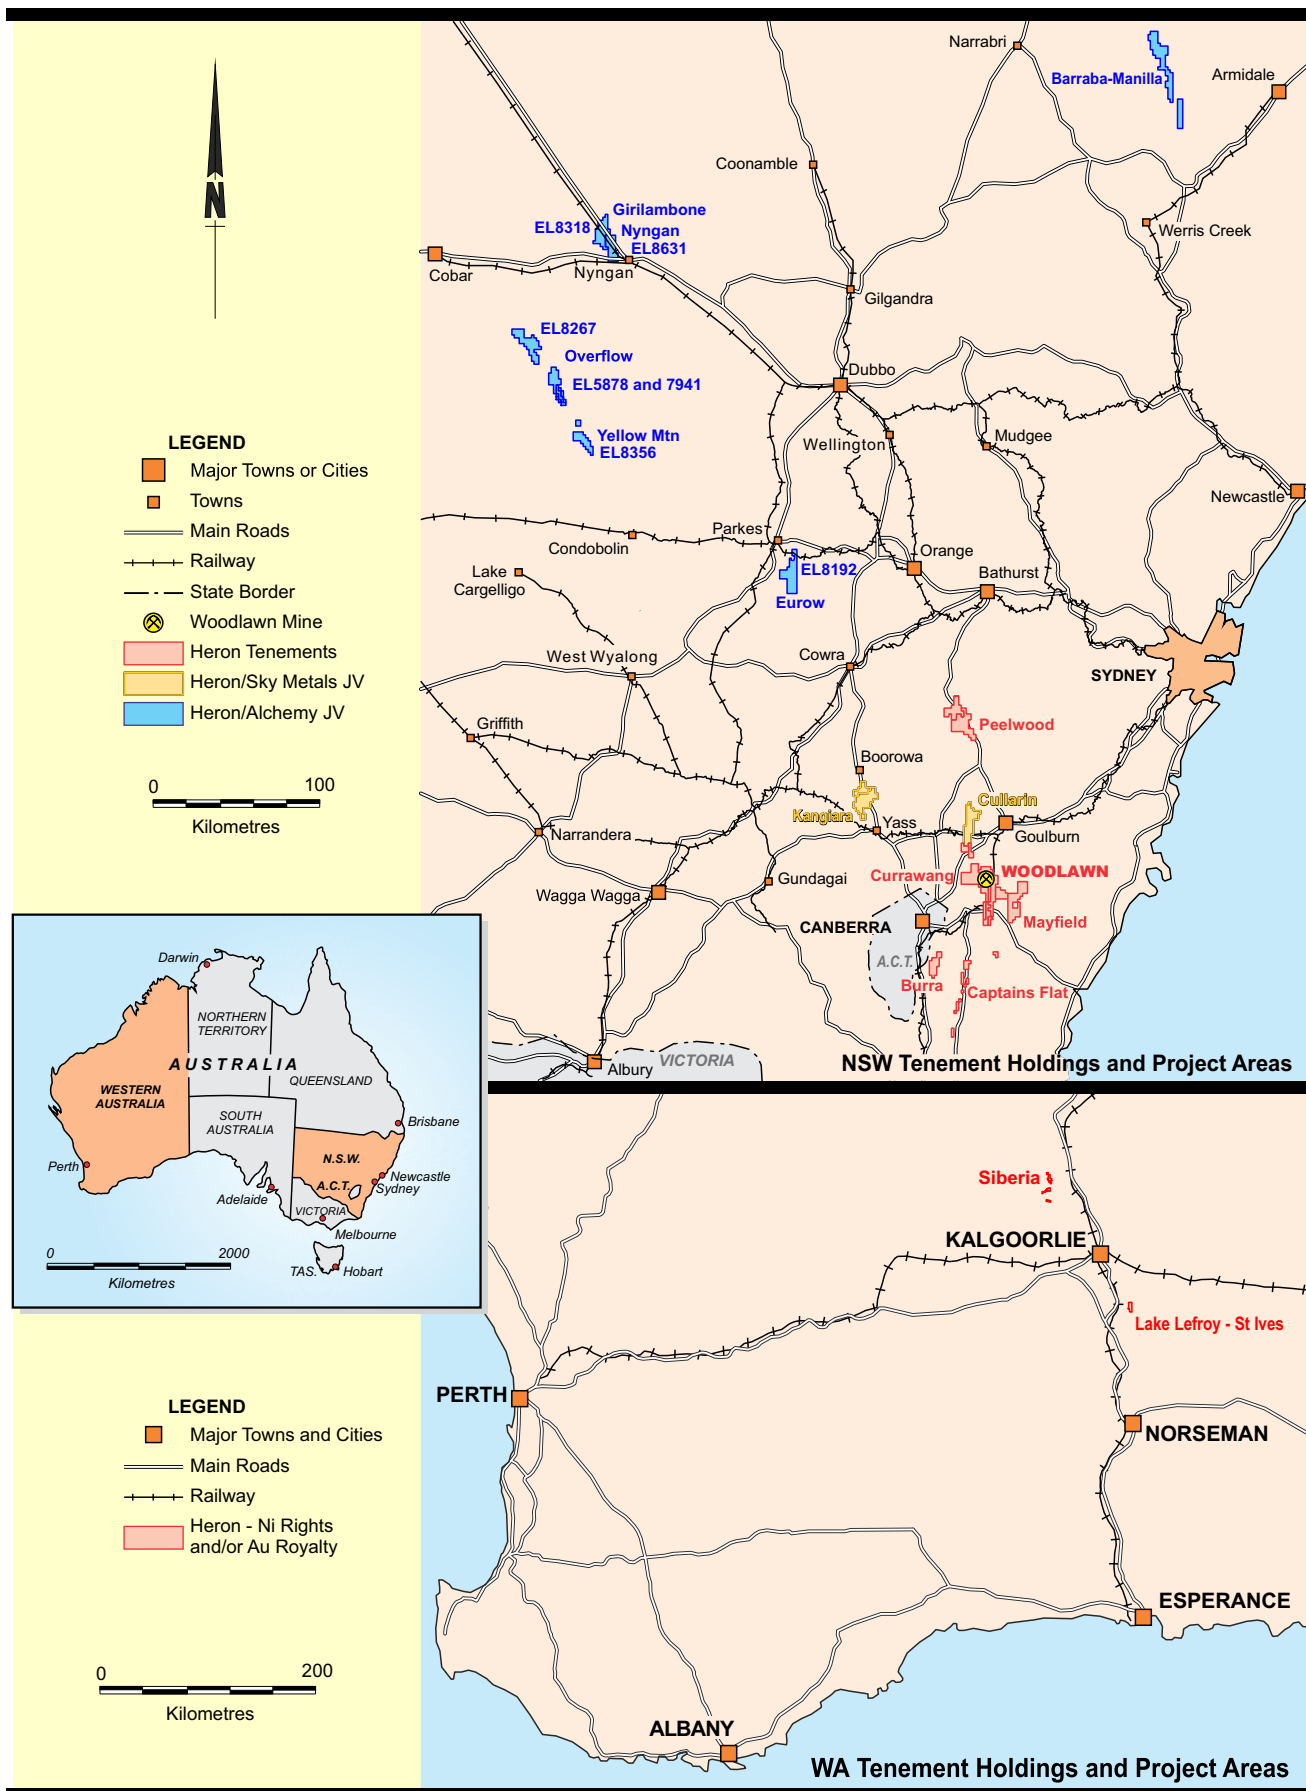 Narrabri
Barraba-Manilla
Armidale
Coonamble
Girilambone
EL8318
Nyngan
EL8631
Werris Creek
Cobar
Nyngan
Gilgandra
EL8267
Overflow
EL5878 and 7941
Dubbo
Yellow Mtn
EL8356
Wellington
Mudgee
Newcastle
Parkes
Condobolin
Orange
EL8192
Lake
Cargelligo
Bathurst
Eurow
West Wyalong
Cowra
SYDNEY
Griffith
Peelwood
Boorowa
Kangiara
Cullarin
Yass
Goulburn
Narrandera
Currawang
WOODLAWN
Gundagai
Wagga Wagga
Mayfield
CANBERRA
A.C.T.
Burra
Captains Flat
Albury
VICTORIA
NSW Tenement Holdings and Project Areas
N
LEGEND
Major Towns or Cities
Towns
Main Roads
Railway
State Border
Woodlawn Mine
Heron Tenements
Heron/Sky Metals JV
Heron/Alchemy JV
0 100
Kilometres
Darwin
NORTHERN
TERRITORY
AUSTRALIA
QUEENSLAND
WESTERN
AUSTRALIA
SOUTH
AUSTRALIA
Brisbane
N.S.W.
Perth
Newcastle
A.C.T.
Sydney
Adelaide
VICTORIA
Melbourne
0 2000
Kilometres
TAS.
Hobart
Siberia
KALGOORLIE
Lake Lefroy - St Ives
PERTH
NORSEMAN
ESPERANCE
ALBANY
WA Tenement Holdings and Project Areas
LEGEND
Major Towns and Cities
Main Roads
Railway
Heron - Ni Rights
and/or Au Royalty
0 200
Kilometres